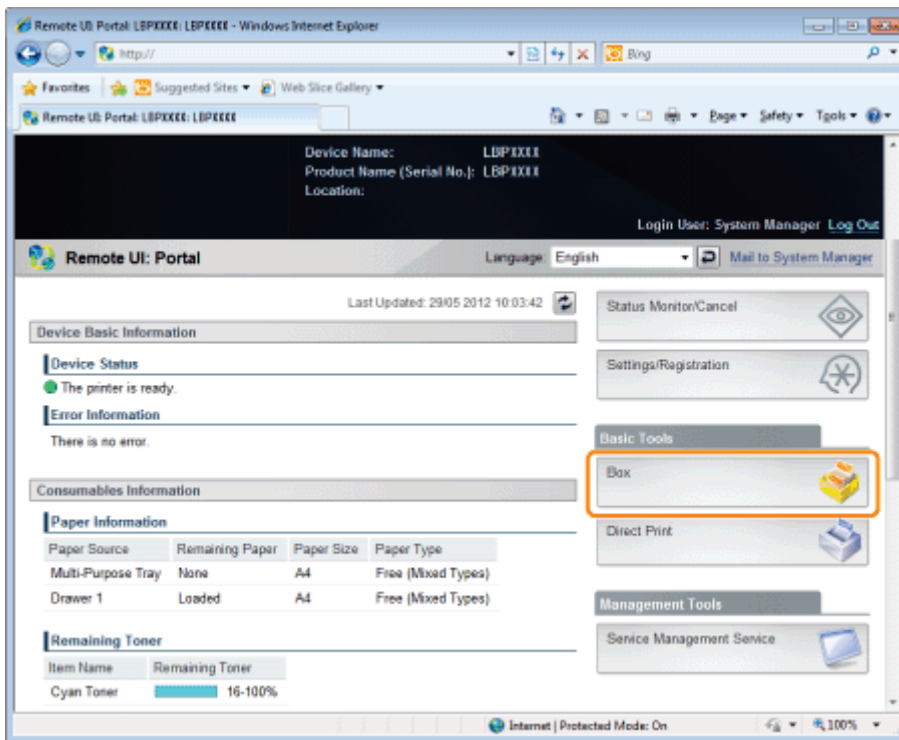 Remote UI: Portal: LBPXXXX: LBPXXXX - Windows Internet Explorer
http://
Bing
Favorites Suggested Sites Web Slice Gallery
Remote UI: Portal: LBPXXXX: LBPXXXX
Page Safety Tools
Device Name: LBPXXXX
Product Name (Serial No.): LBPXXXX
Location:
Login User: System Manager Log Out
Remote UI: Portal
Language: English Mail to System Manager
Last Updated: 29/05 2012 10:03:42
Device Basic Information
Device Status
The printer is ready.
Error Information
There is no error.
Consumables Information
Paper Information
Paper Source Remaining Paper Paper Size Paper Type
Multi-Purpose Tray None A4 Free (Mixed Types)
Drawer 1 Loaded A4 Free (Mixed Types)
Remaining Toner
Item Name Remaining Toner
Cyan Toner 16-100%
Status Monitor/Cancel
Settings/Registration
Basic Tools
Box
Direct Print
Management Tools
Service Management Service
Internet | Protected Mode: On
100%